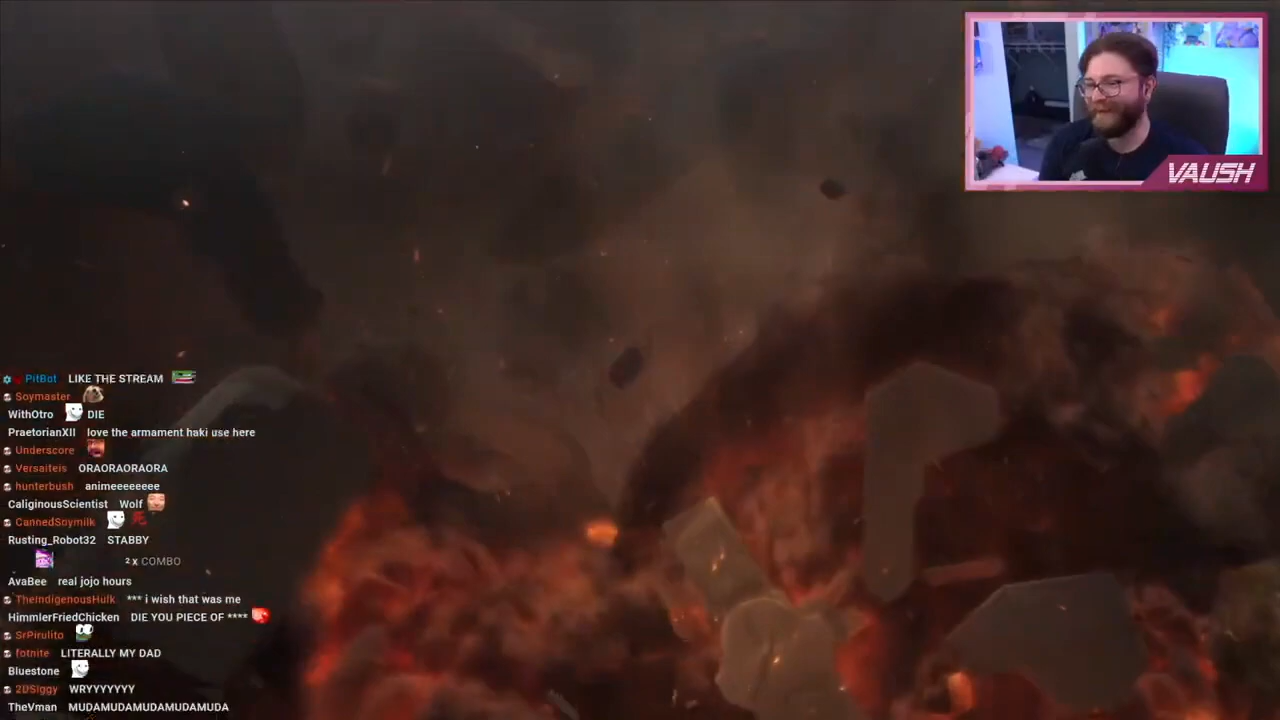 VAUSH
PitBot LIKE THE STREAM
Soymaster
WithOtro DIE
PraetorianXII love the armament haki use here
Underscore
Versaiteis ORAORAORAORA
hunterbush animeeeeeeee
CaliginousScientist Wolf
CannedSoymilk
Rusting_Robot32 STABBY
2 x COMBO
AvaBee real jojo hours
TheIndigenousHulk *** i wish that was me
HimmlerFriedChicken DIE YOU PIECE OF ****
SrPirulito
fotnite LITERALLY MY DAD
Bluestone
2DSiggy WRYYYYYYY
TheVman MUDAMUDAMUDAMUDAMUDA